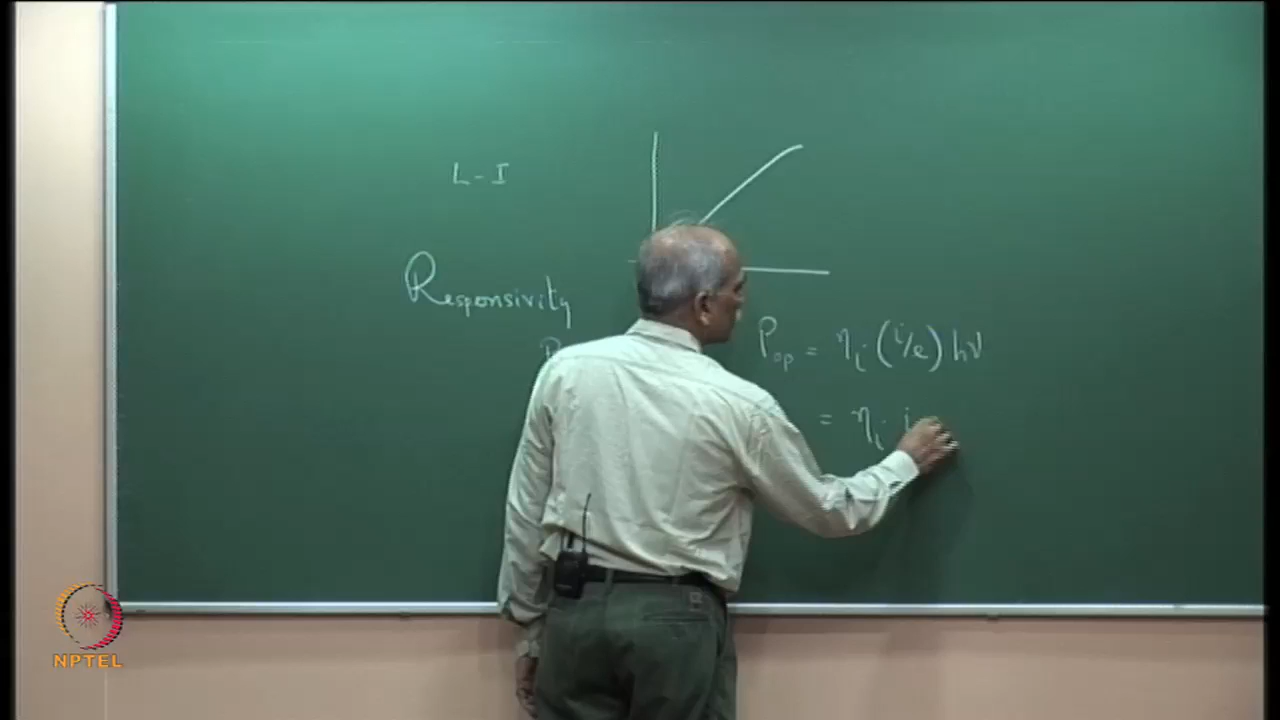 L-I
Responsivity
P_op = η_i (i/e) hν
= η_i i
NPTEL